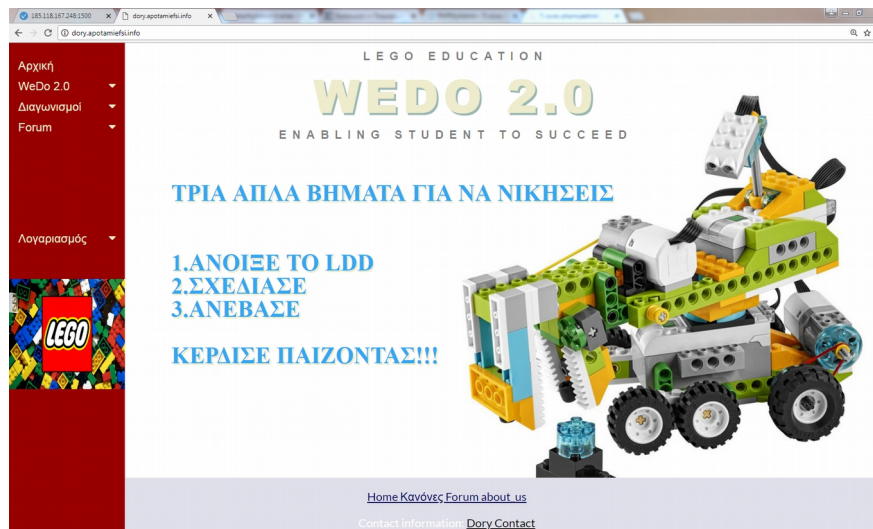 185.118.167.248:1500
dory.apotamiefsi.info
dory.apotamiefsi.info
Αρχική
WeDo 2.0
Διαγωνισμοί
Forum
Λογαριασμός
LEGO
LEGO EDUCATION
WEDO 2.0
ENABLING STUDENT TO SUCCEED
ΤΡΙΑ ΑΠΛΑ ΒΗΜΑΤΑ ΓΙΑ ΝΑ ΝΙΚΗΣΕΙΣ
1.ΑΝΟΙΞΕ ΤΟ LDD
2.ΣΧΕΔΙΑΣΕ
3.ΑΝΕΒΑΣΕ
ΚΕΡΔΙΣΕ ΠΑΙΖΟΝΤΑΣ!!!
Home Κανόνες Forum about_us
Contact information: Dory Contact